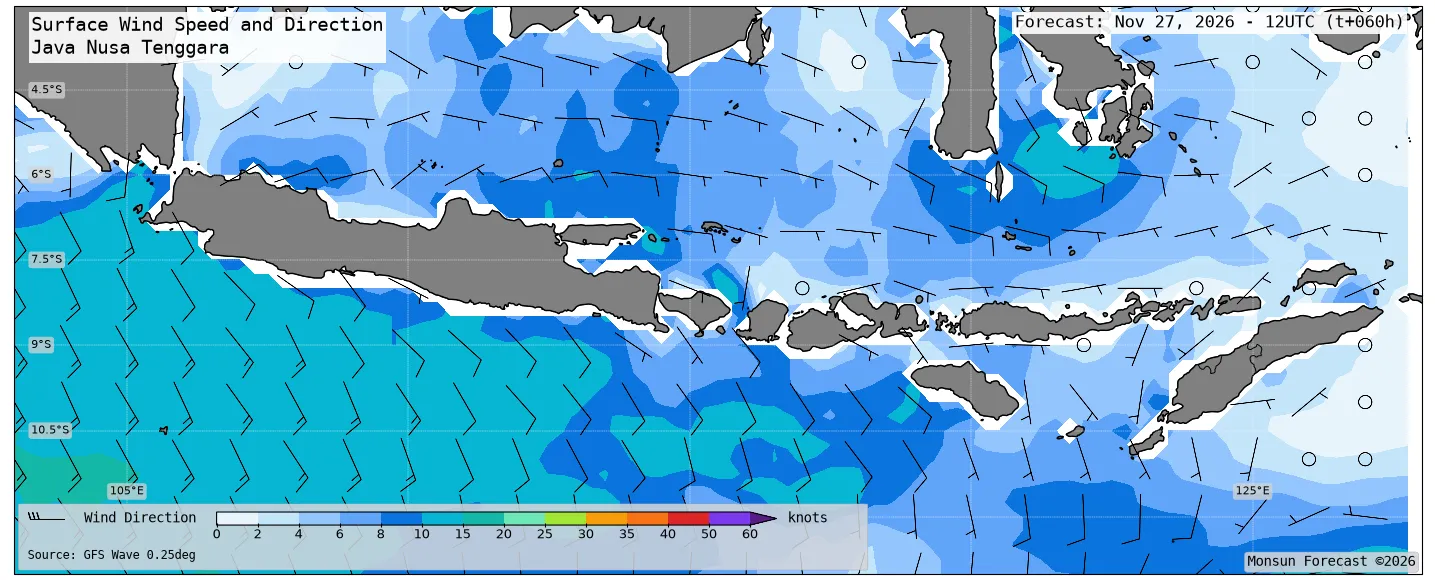 Surface Wind Speed and Direction
Java Nusa Tenggara
Forecast: Nov 27, 2026 - 12UTC (t+060h)
4.5°S
6°S
7.5°S
9°S
10.5°S
105°E
125°E
Wind Direction
0 2 4 6 8 10 15 20 25 30 35 40 50 60
knots
Source: GFS Wave 0.25deg
Monsun Forecast ©2026